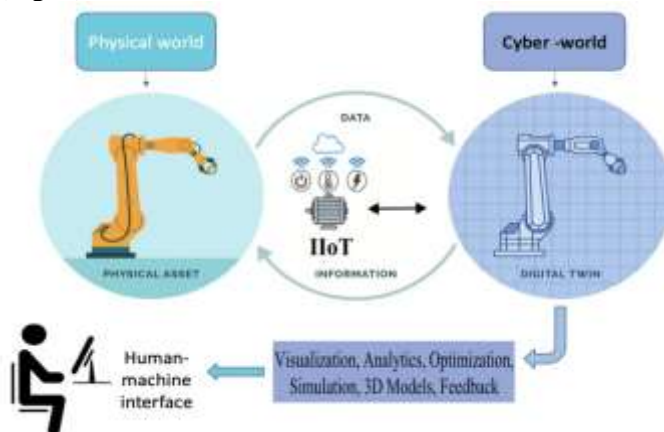 Physical world
Cyber -world
DATA
IIoT
PHYSICAL ASSET
INFORMATION
DIGITAL TWIN
Human-
machine
interface
Visualization, Analytics, Optimization,
Simulation, 3D Models, Feedback